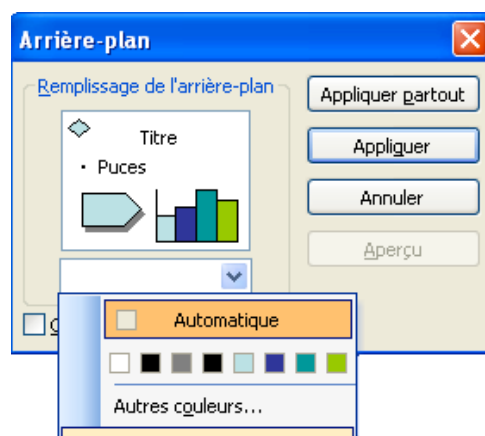 Arrière-plan
Remplissage de l'arrière-plan
Titre
• Puces
Appliquer partout
Appliquer
Annuler
Aperçu
Automatique
Autres couleurs...